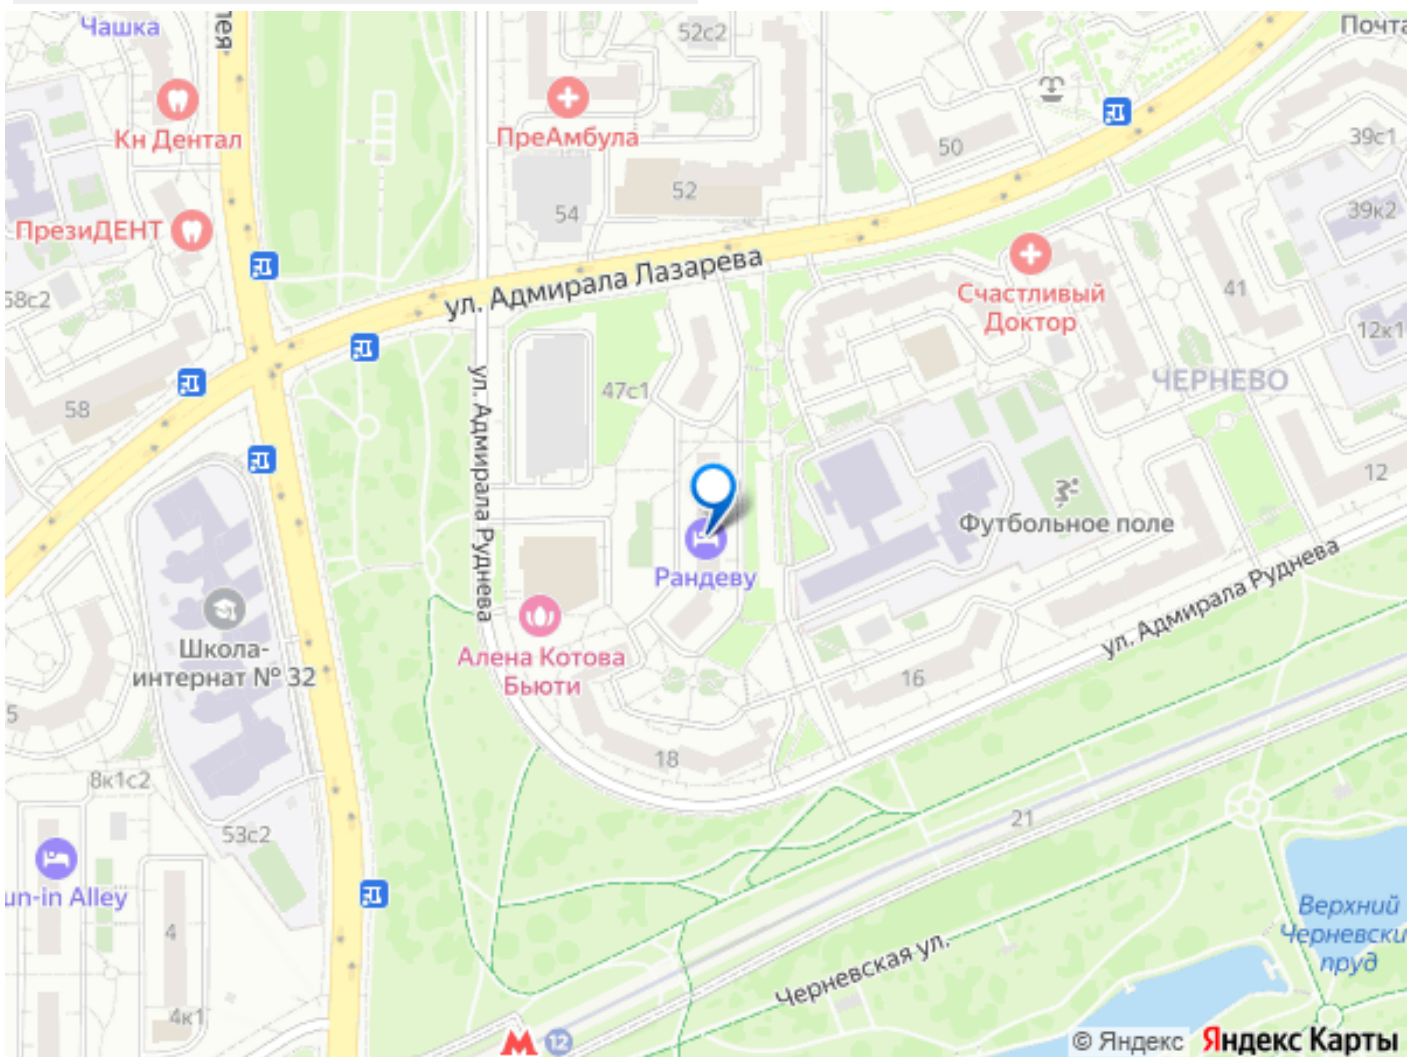 Чашка
лея
52с2
Почта
Кн Дентал
ПреАмбула
50
39с1
52
54
39к2
ПрезиДЕНТ
ул. Адмирала Лазарева
58с2
Счастливый
Доктор
41
12к1
47с1
ЧЕРНЕВО
58
ул. Адмирала Руднева
12
Футбольное поле
Рандеву
ул. Адмирала Руднева
Школа-
интернат № 32
Алена Котова
Бьюти
16
5
18
8к1с2
21
53с2
un-in Alley
4
Верхний
Черневски
пруд
Черневская ул.
4к1
М
12
© Яндекс
Яндекс Карты